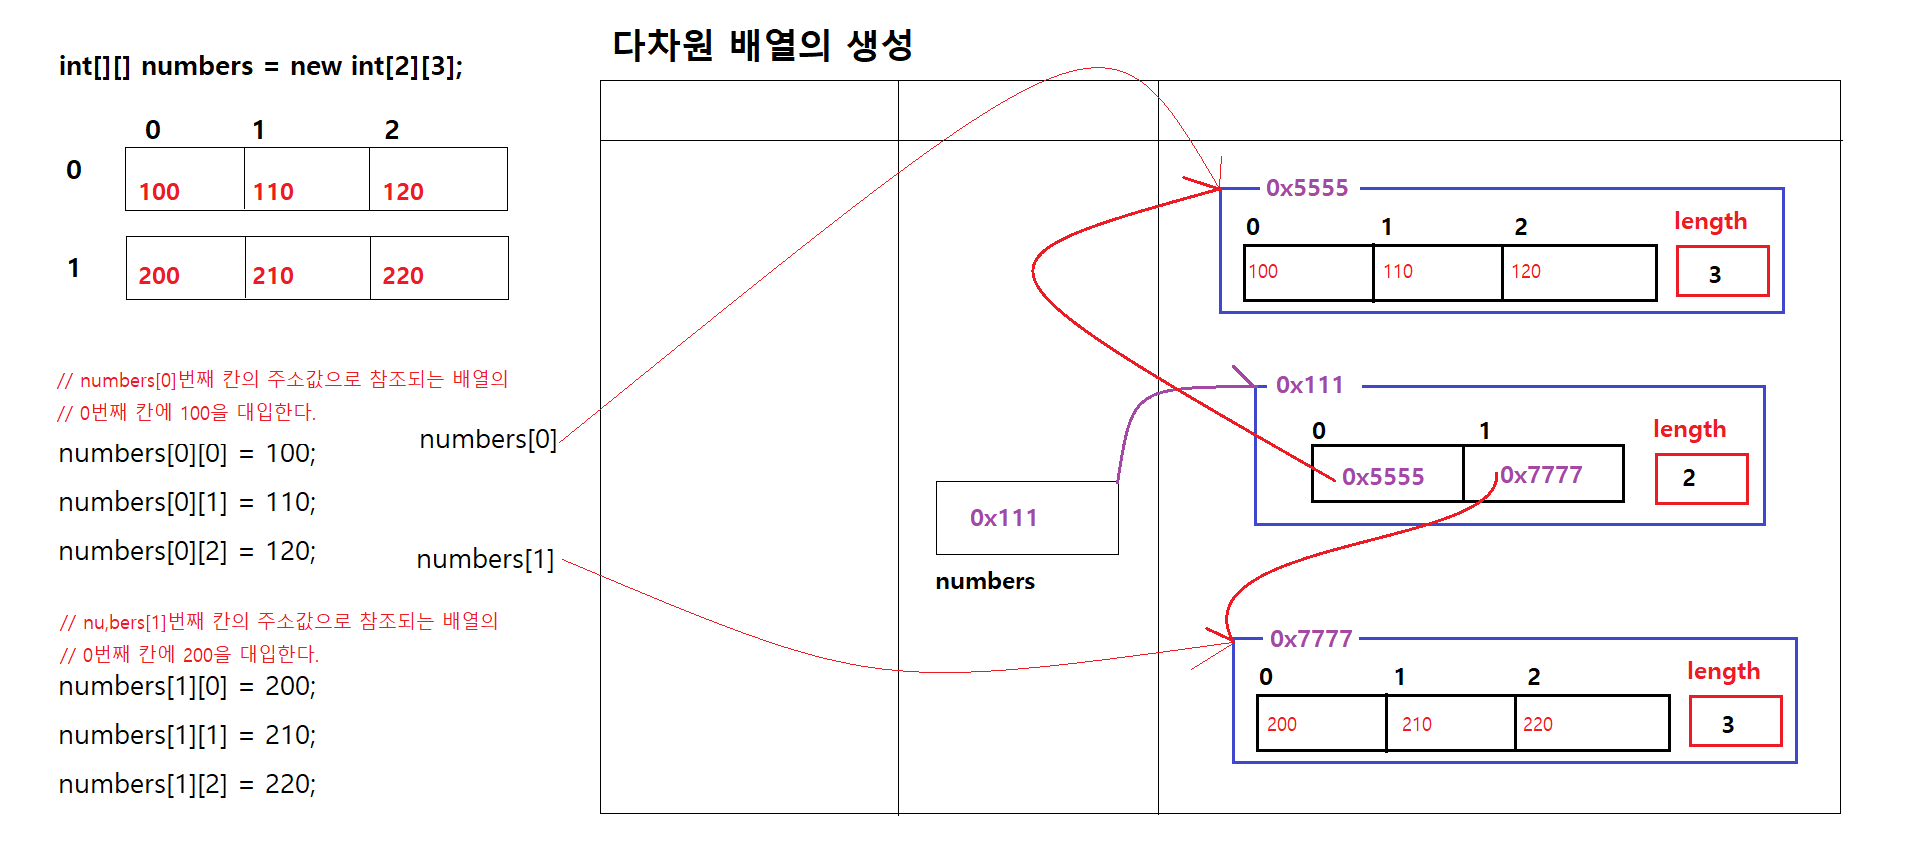 다차원 배열의 생성
int[][] numbers = new int[2][3];
0 1 2
0
100 110 120
1
200 210 220
// numbers[0]번째 칸의 주소값으로 참조되는 배열의
// 0번째 칸에 100을 대입한다.
numbers[0][0] = 100;
numbers[0][1] = 110;
numbers[0][2] = 120;
numbers[0]
numbers[1]
// nu,bers[1]번째 칸의 주소값으로 참조되는 배열의
// 0번째 칸에 200을 대입한다.
numbers[1][0] = 200;
numbers[1][1] = 210;
numbers[1][2] = 220;
0x111
numbers
0x5555
0 1 2 length
100 110 120 3
0x111
0 1 length
0x5555 0x7777 2
0x7777
0 1 2 length
200 210 220 3